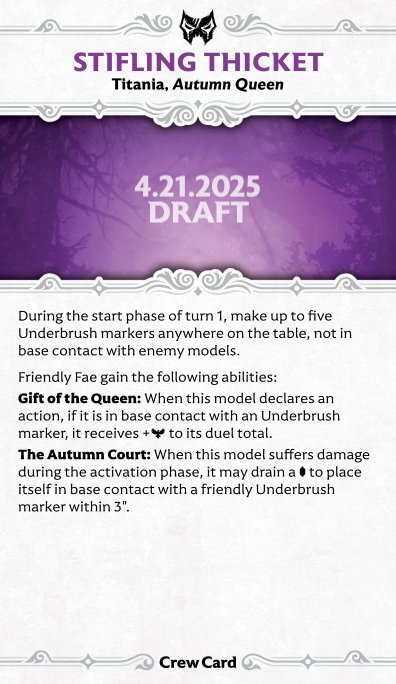 STIFLING THICKET
Titania, Autumn Queen
4.21.2025
DRAFT
During the start phase of turn 1, make up to five
Underbrush markers anywhere on the table, not in
base contact with enemy models.
Friendly Fae gain the following abilities:
Gift of the Queen: When this model declares an
action, if it is in base contact with an Underbrush
marker, it receives + to its duel total.
The Autumn Court: When this model suffers damage
during the activation phase, it may drain a to place
itself in base contact with a friendly Underbrush
marker within 3".
Crew Card